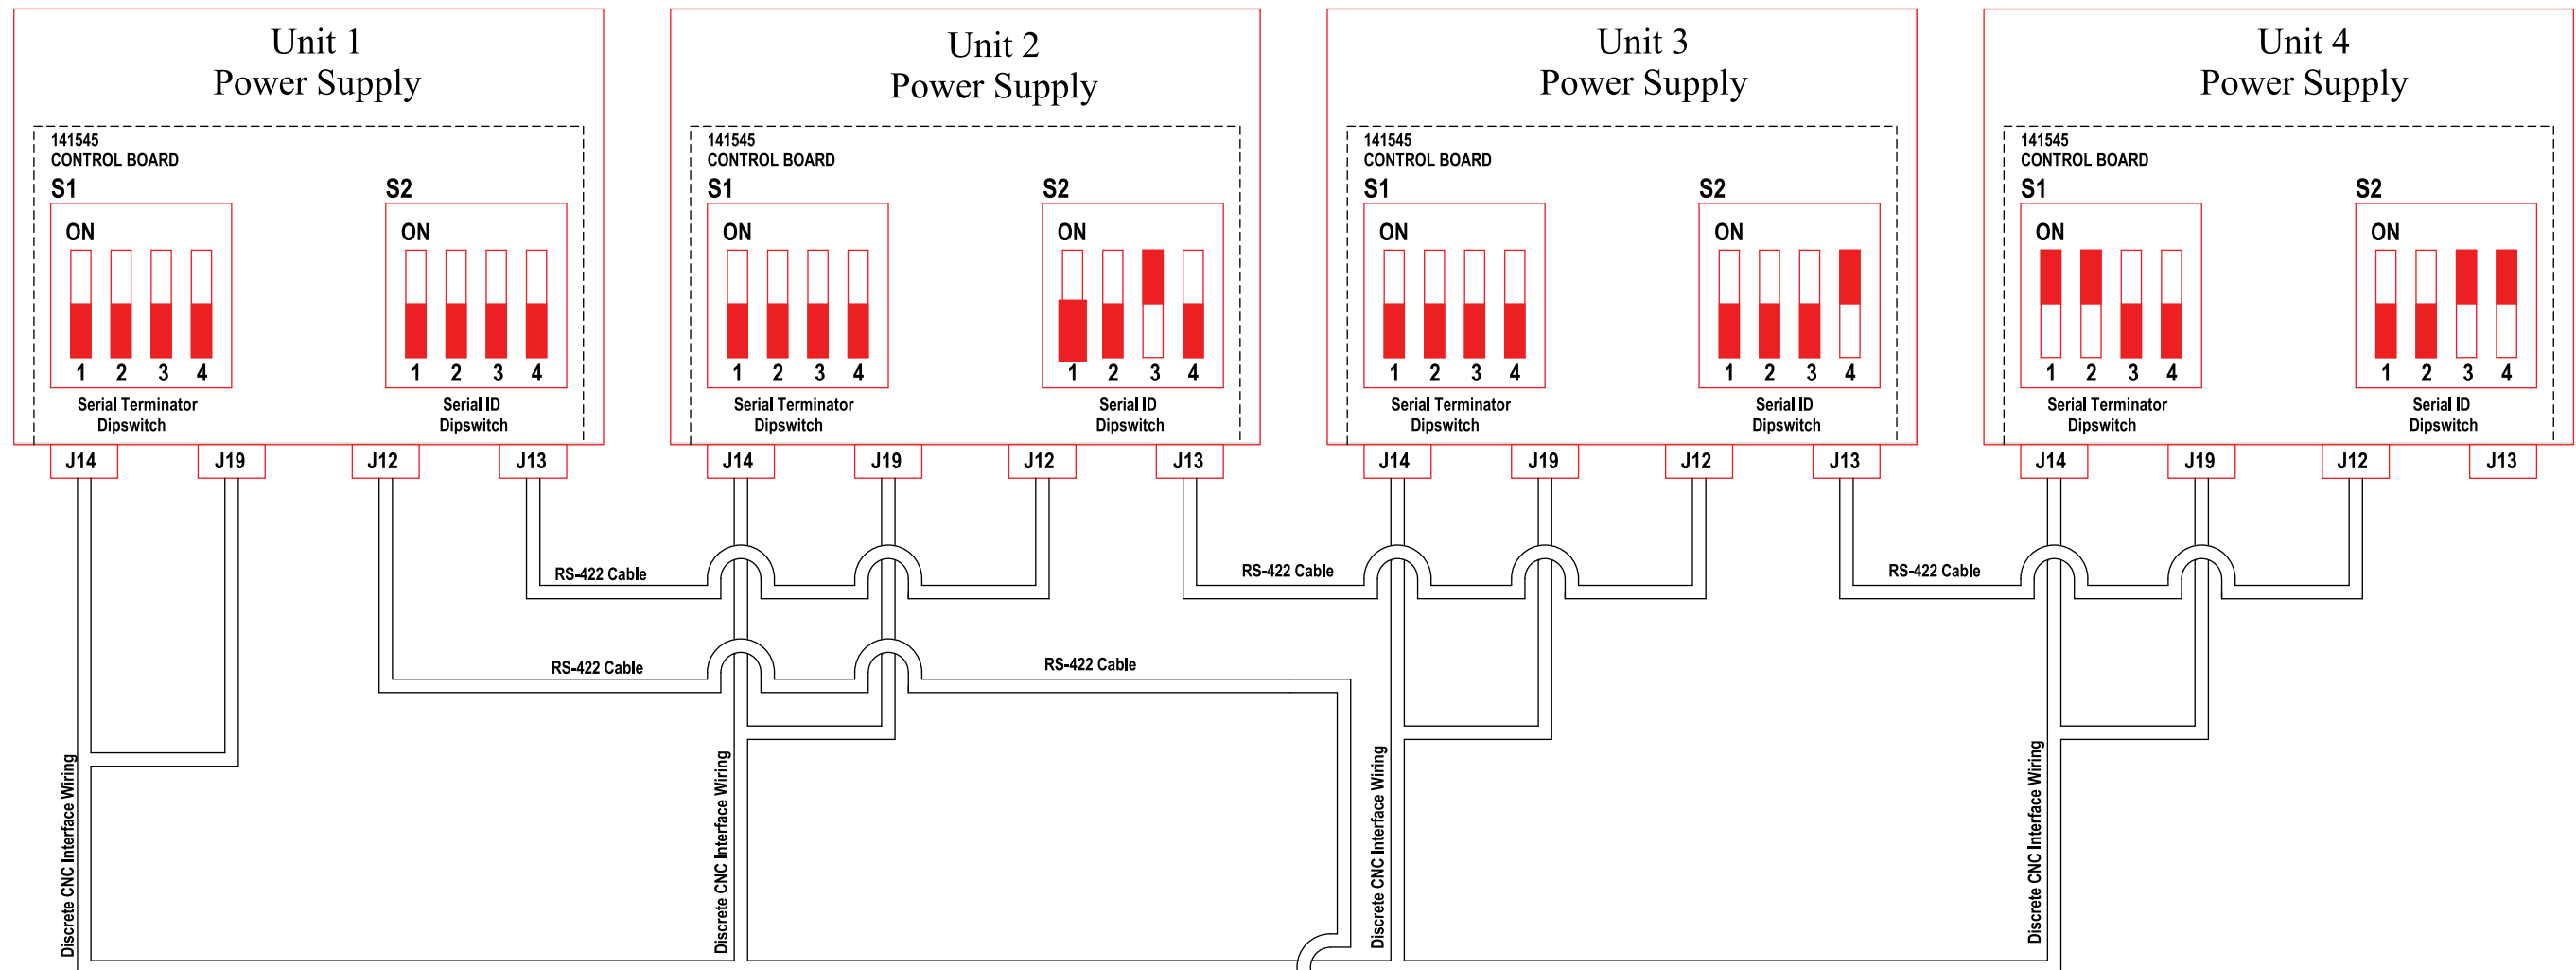 Unit 1
Power Supply
141545
CONTROL BOARD
S1
S2
ON
ON
1 2 3 4
1 2 3 4
Serial Terminator
Dipswitch
Serial ID
Dipswitch
J14
J19
J12
J13
Unit 2
Power Supply
141545
CONTROL BOARD
S1
S2
ON
ON
1 2 3 4
1 2 3 4
Serial Terminator
Dipswitch
Serial ID
Dipswitch
J14
J19
J12
J13
Unit 3
Power Supply
141545
CONTROL BOARD
S1
S2
ON
ON
1 2 3 4
1 2 3 4
Serial Terminator
Dipswitch
Serial ID
Dipswitch
J14
J19
J12
J13
Unit 4
Power Supply
141545
CONTROL BOARD
S1
S2
ON
ON
1 2 3 4
1 2 3 4
Serial Terminator
Dipswitch
Serial ID
Dipswitch
J14
J19
J12
J13
RS-422 Cable
RS-422 Cable
RS-422 Cable
RS-422 Cable
RS-422 Cable
Discrete CNC Interface Wiring
Discrete CNC Interface Wiring
Discrete CNC Interface Wiring
Discrete CNC Interface Wiring